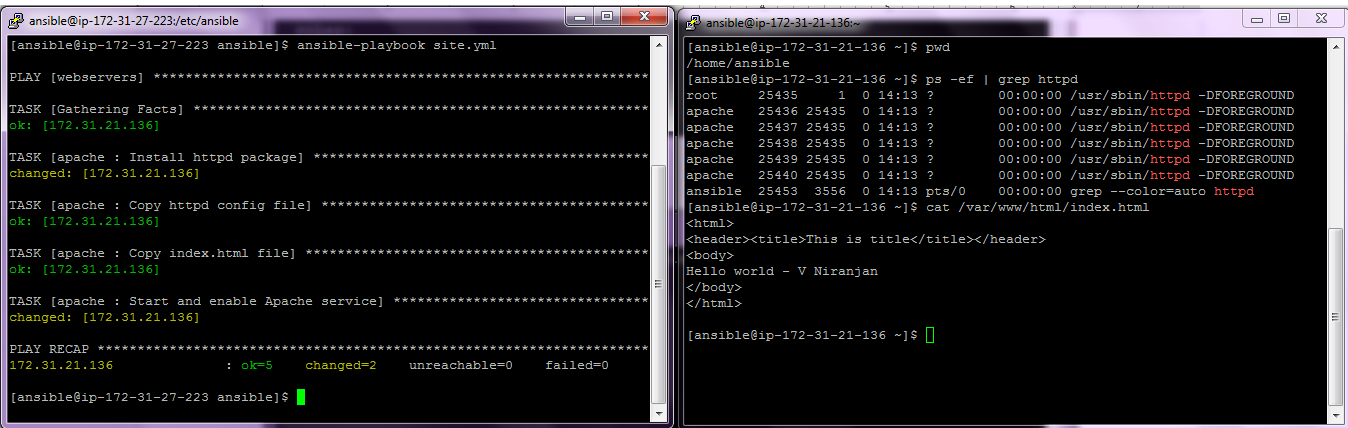 ansible@ip-172-31-27-223:/etc/ansible
[ansible@ip-172-31-27-223 ansible]$ ansible-playbook site.yml
PLAY [webservers] **************************************************************
TASK [Gathering Facts] *********************************************************
ok: [172.31.21.136]
TASK [apache : Install httpd package] ******************************************
changed: [172.31.21.136]
TASK [apache : Copy httpd config file] *****************************************
ok: [172.31.21.136]
TASK [apache : Copy index.html file] *******************************************
ok: [172.31.21.136]
TASK [apache : Start and enable Apache service] ********************************
changed: [172.31.21.136]
PLAY RECAP *********************************************************************
172.31.21.136              : ok=5    changed=2    unreachable=0    failed=0
[ansible@ip-172-31-27-223 ansible]$
ansible@ip-172-31-21-136:~
[ansible@ip-172-31-21-136 ~]$ pwd
/home/ansible
[ansible@ip-172-31-21-136 ~]$ ps -ef | grep httpd
root     25435     1  0 14:13 ?        00:00:00 /usr/sbin/httpd -DFOREGROUND
apache   25436 25435  0 14:13 ?        00:00:00 /usr/sbin/httpd -DFOREGROUND
apache   25437 25435  0 14:13 ?        00:00:00 /usr/sbin/httpd -DFOREGROUND
apache   25438 25435  0 14:13 ?        00:00:00 /usr/sbin/httpd -DFOREGROUND
apache   25439 25435  0 14:13 ?        00:00:00 /usr/sbin/httpd -DFOREGROUND
apache   25440 25435  0 14:13 ?        00:00:00 /usr/sbin/httpd -DFOREGROUND
ansible  25453  3556  0 14:13 pts/0    00:00:00 grep --color=auto httpd
[ansible@ip-172-31-21-136 ~]$ cat /var/www/html/index.html
<html>
<header><title>This is title</title></header>
<body>
Hello world - V Niranjan
</body>
</html>
[ansible@ip-172-31-21-136 ~]$